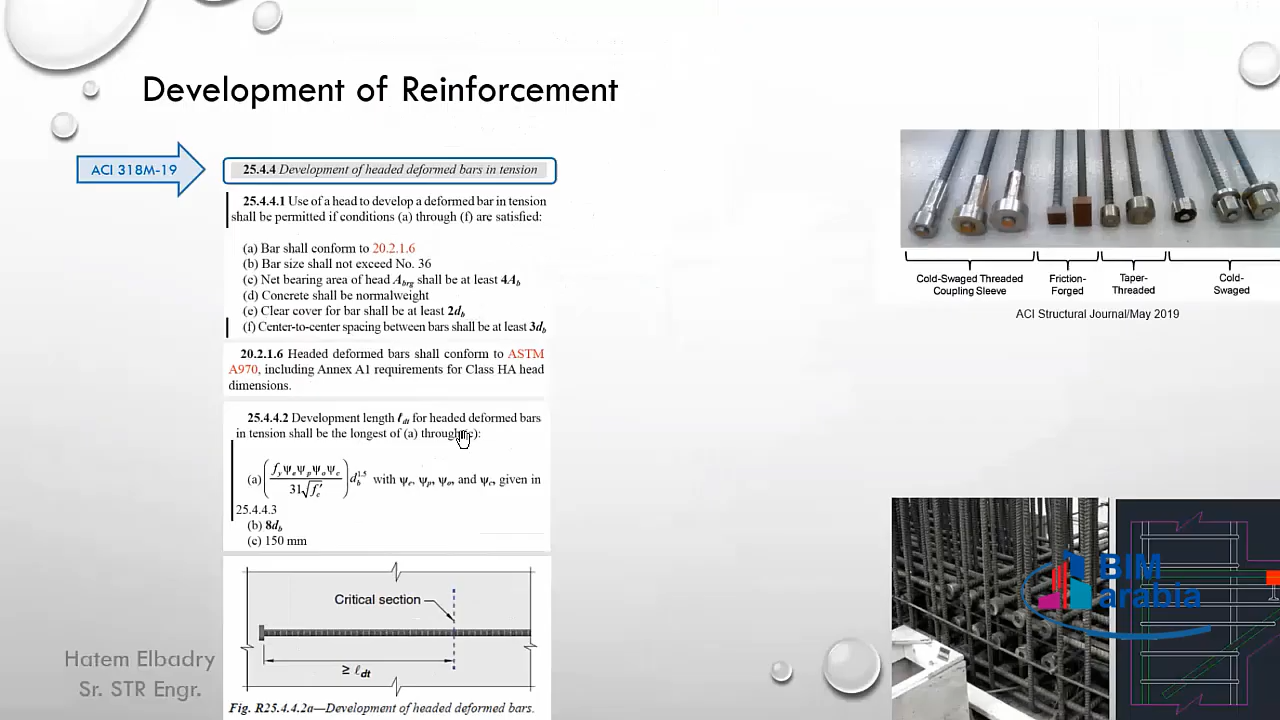 Development of Reinforcement
ACI 318M-19
25.4.4 Development of headed deformed bars in tension
25.4.4.1 Use of a head to develop a deformed bar in tension
shall be permitted if conditions (a) through (f) are satisfied:
(a) Bar shall conform to 20.2.1.6
(b) Bar size shall not exceed No. 36
(c) Net bearing area of head Abrg shall be at least 4Ab
(d) Concrete shall be normalweight
(e) Clear cover for bar shall be at least 2db
(f) Center-to-center spacing between bars shall be at least 3db
20.2.1.6 Headed deformed bars shall conform to ASTM
A970, including Annex A1 requirements for Class HA head
dimensions.
25.4.4.2 Development length ℓdt for headed deformed bars
in tension shall be the longest of (a) through (c):
(a) (fy ψe ψp ψo ψc / 31√f'c) db^1.5 with ψe, ψp, ψo, and ψc, given in
25.4.4.3
(b) 8db
(c) 150 mm
Critical section
≥ ℓdt
Fig. R25.4.4.2a—Development of headed deformed bars.
Hatem Elbadry
Sr. STR Engr.
Cold-Swaged Threaded
Coupling Sleeve
Friction-
Forged
Taper-
Threaded
Cold-
Swaged
ACI Structural Journal/May 2019
BIM
arabia